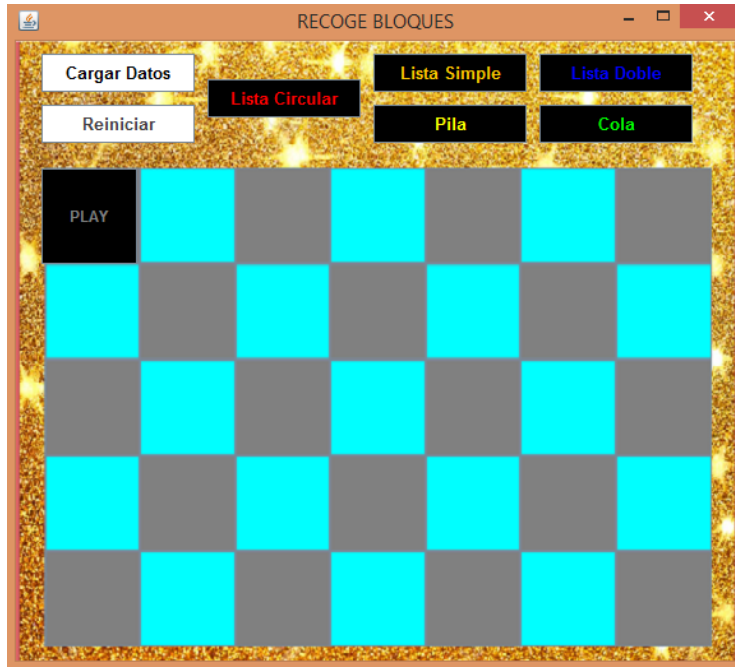 RECOGE BLOQUES
Cargar Datos
Lista Simple
Lista Doble
Lista Circular
Reiniciar
Pila
Cola
PLAY